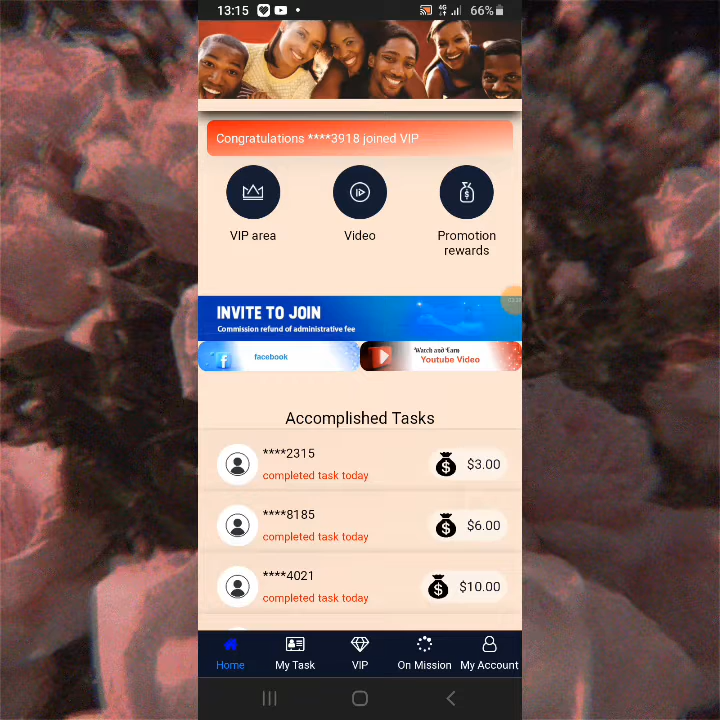 13:15
4G
66%
Congratulations ****3918 joined VIP
VIP area
Video
Promotion
rewards
INVITE TO JOIN
Commission refund of administrative fee
facebook
Watch and Earn
Youtube Video
Accomplished Tasks
****2315
completed task today
$3.00
****8185
completed task today
$6.00
****4021
completed task today
$10.00
Home
My Task
VIP
On Mission
My Account